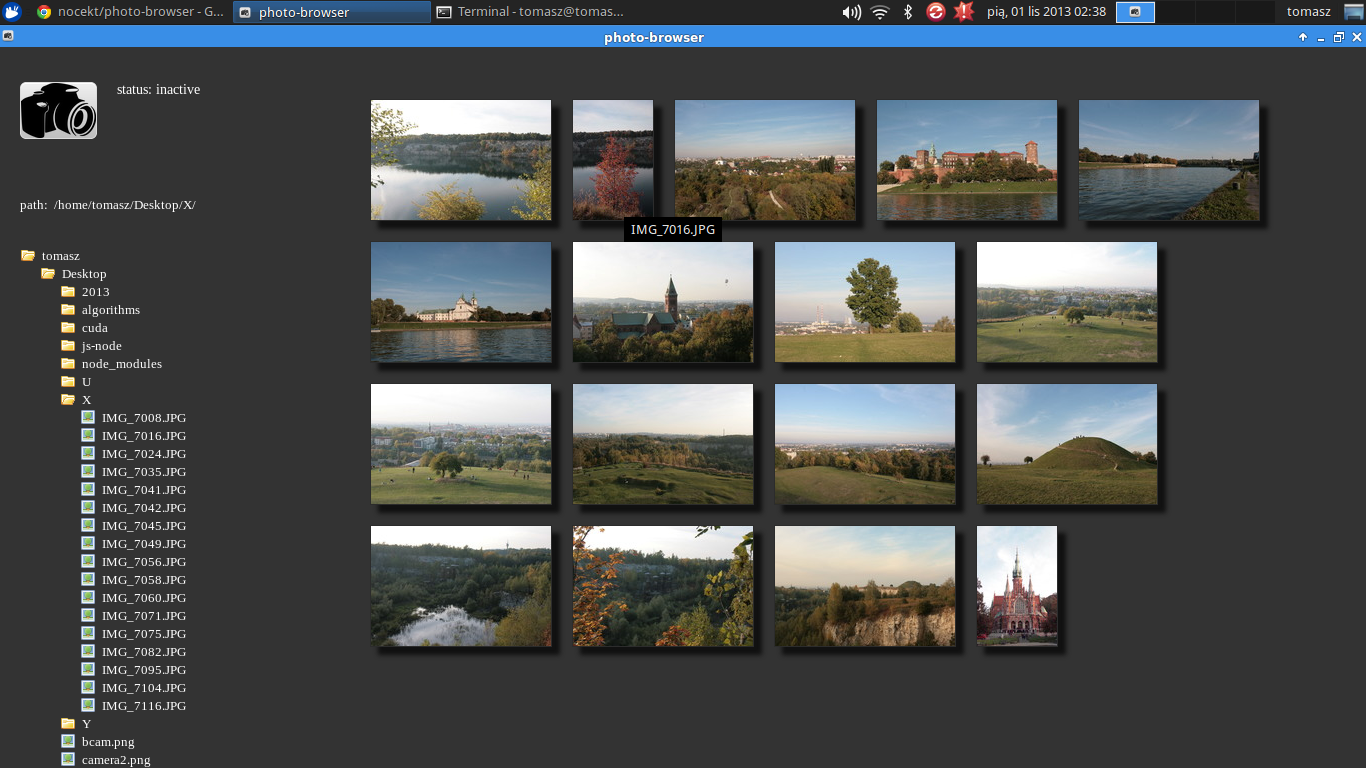 nocekt/photo-browser - G...
photo-browser
Terminal - tomasz@tomas...
pią, 01 lis 2013 02:38
tomasz
photo-browser
status: inactive
path: /home/tomasz/Desktop/X/
IMG_7016.JPG
tomasz
Desktop
2013
algorithms
cuda
js-node
node_modules
U
X
IMG_7008.JPG
IMG_7016.JPG
IMG_7024.JPG
IMG_7035.JPG
IMG_7041.JPG
IMG_7042.JPG
IMG_7045.JPG
IMG_7049.JPG
IMG_7056.JPG
IMG_7058.JPG
IMG_7060.JPG
IMG_7071.JPG
IMG_7075.JPG
IMG_7082.JPG
IMG_7095.JPG
IMG_7104.JPG
IMG_7116.JPG
Y
bcam.png
camera2.png